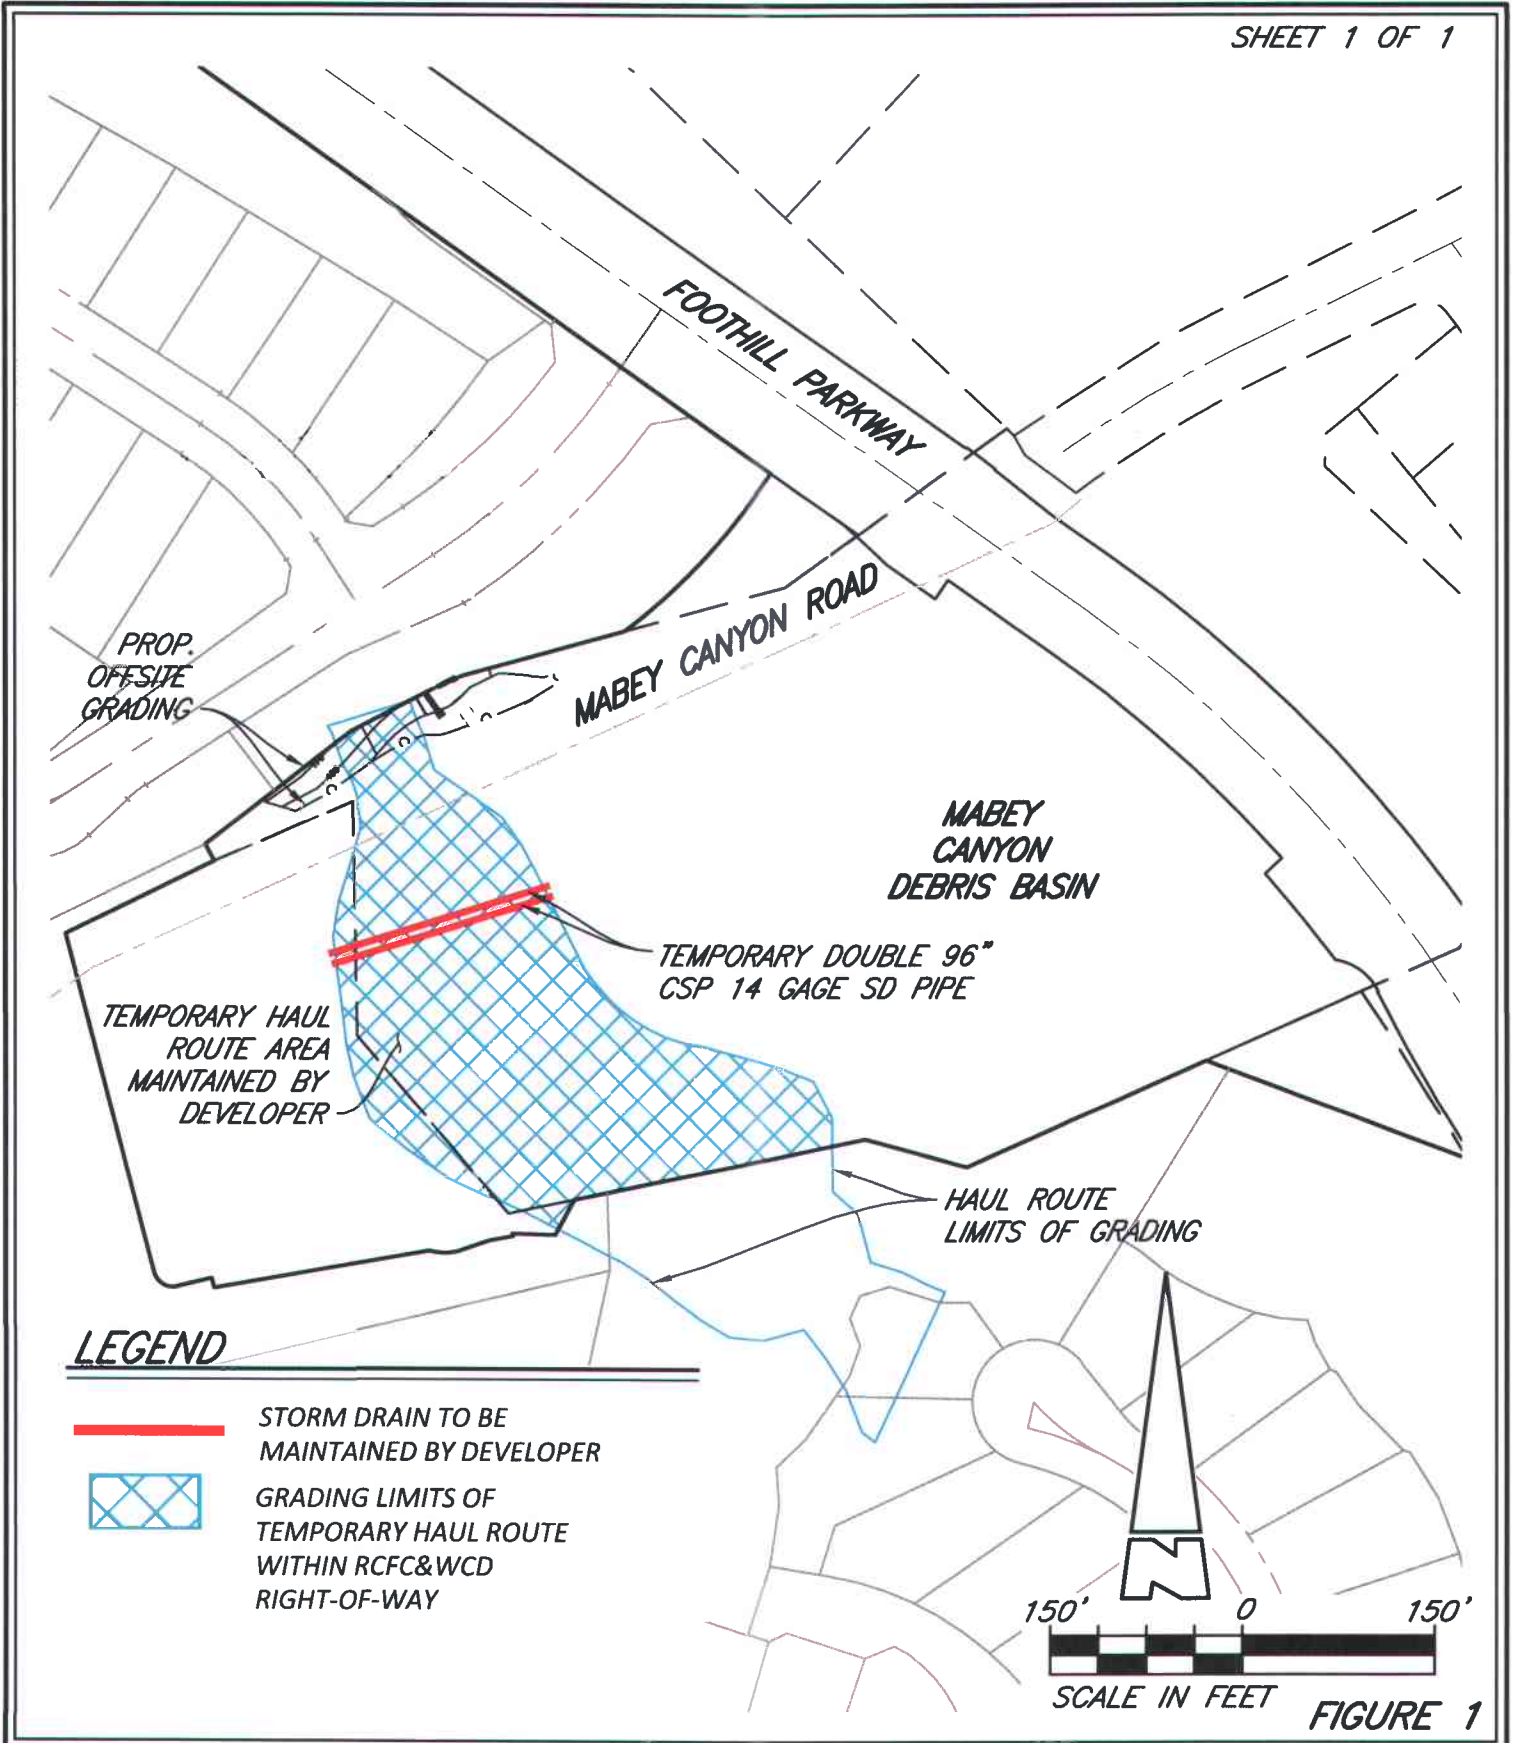 SHEET 1 OF 1
FOOTHILL PARKWAY
MABEY CANYON ROAD
PROP.
OFFSITE
GRADING
MABEY
CANYON
DEBRIS BASIN
TEMPORARY DOUBLE 96"
CSP 14 GAGE SD PIPE
TEMPORARY HAUL
ROUTE AREA
MAINTAINED BY
DEVELOPER
HAUL ROUTE
LIMITS OF GRADING
LEGEND
STORM DRAIN TO BE
MAINTAINED BY DEVELOPER
GRADING LIMITS OF
TEMPORARY HAUL ROUTE
WITHIN RCFC&WCD
RIGHT-OF-WAY
N
150' 0 150'
SCALE IN FEET
FIGURE 1